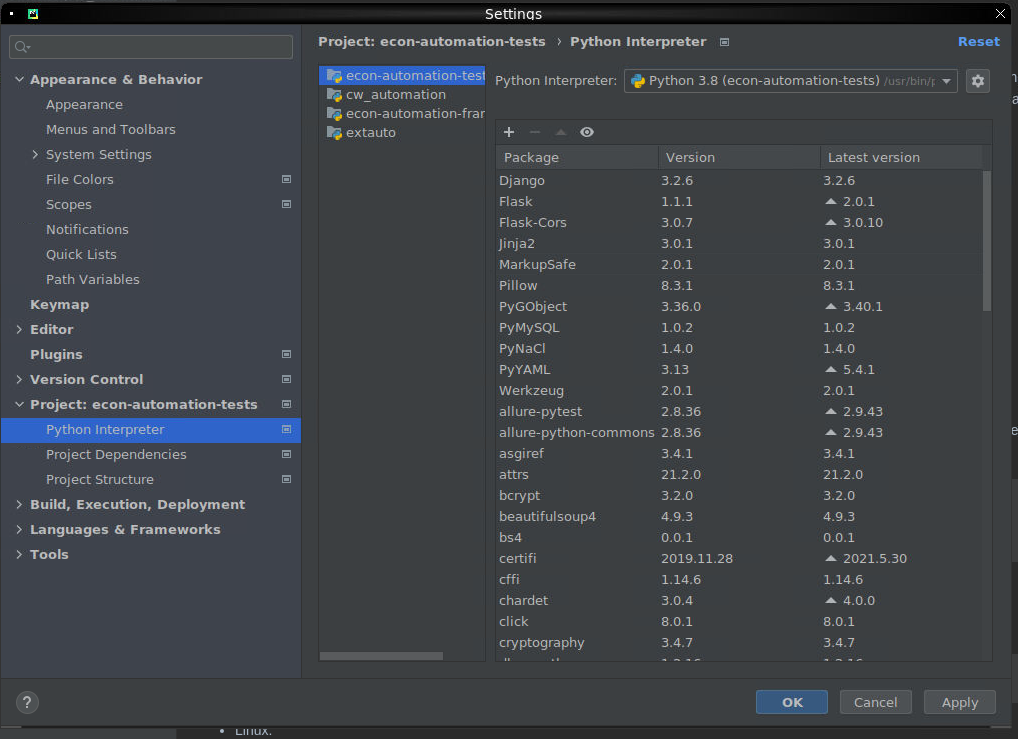 Settings
Project: econ-automation-tests › Python Interpreter
Reset
Appearance & Behavior
Appearance
Menus and Toolbars
System Settings
File Colors
Scopes
Notifications
Quick Lists
Path Variables
Keymap
Editor
Plugins
Version Control
Project: econ-automation-tests
Python Interpreter
Project Dependencies
Project Structure
Build, Execution, Deployment
Languages & Frameworks
Tools
econ-automation-test
cw_automation
econ-automation-fra
extauto
Python Interpreter: Python 3.8 (econ-automation-tests) /usr/bin/
Package Version Latest version
Django 3.2.6 3.2.6
Flask 1.1.1 2.0.1
Flask-Cors 3.0.7 3.0.10
Jinja2 3.0.1 3.0.1
MarkupSafe 2.0.1 2.0.1
Pillow 8.3.1 8.3.1
PyGObject 3.36.0 3.40.1
PyMySQL 1.0.2 1.0.2
PyNaCl 1.4.0 1.4.0
PyYAML 3.13 5.4.1
Werkzeug 2.0.1 2.0.1
allure-pytest 2.8.36 2.9.43
allure-python-commons 2.8.36 2.9.43
asgiref 3.4.1 3.4.1
attrs 21.2.0 21.2.0
bcrypt 3.2.0 3.2.0
beautifulsoup4 4.9.3 4.9.3
bs4 0.0.1 0.0.1
certifi 2019.11.28 2021.5.30
cffi 1.14.6 1.14.6
chardet 3.0.4 4.0.0
click 8.0.1 8.0.1
cryptography 3.4.7 3.4.7
?
OK
Cancel
Apply
• Linux.